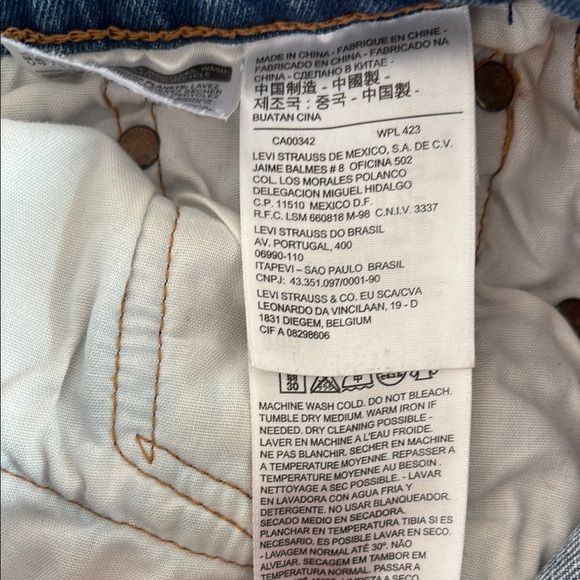 MADE IN CHINA - FABRIQUE EN CHINE -
FABRICADO EN CHINA - FABRICADO NA
CHINA - СДЕЛАНО В КИТАЕ -
中国制造 - 中國製 -
제조국 : 중국 - 中国製 -
BUATAN CINA
CA00342 WPL 423
LEVI STRAUSS DE MEXICO, S.A. DE C.V.
JAIME BALMES # 8 OFICINA 502
COL. LOS MORALES POLANCO
DELEGACION MIGUEL HIDALGO
C.P. 11510 MEXICO D.F.
R.F.C. LSM 660818 M-98 C.N.I.V. 3337
LEVI STRAUSS DO BRASIL
AV. PORTUGAL, 400
06990-110
ITAPEVI – SAO PAULO BRASIL
CNPJ: 43.351.097/0001-90
LEVI STRAUSS & CO. EU SCA/CVA
LEONARDO DA VINCILAAN, 19 - D
1831 DIEGEM, BELGIUM
CIF A 08298606
30
MACHINE WASH COLD. DO NOT BLEACH.
TUMBLE DRY MEDIUM. WARM IRON IF
NEEDED. DRY CLEANING POSSIBLE -
LAVER EN MACHINE A L'EAU FROIDE.
NE PAS BLANCHIR. SECHER EN MACHINE
A TEMPERATURE MOYENNE. REPASSER A
TEMPERATURE MOYENNE AU BESOIN.
NETTOYAGE A SEC POSSIBLE. - LAVAR
EN LAVADORA CON AGUA FRIA Y
DETERGENTE. NO USAR BLANQUEADOR.
SECADO MEDIO EN SECADORA.
PLANCHAR EN TEMPERATURA TIBIA SI ES
NECESARIO. ES POSIBLE LAVAR EN SECO.
- LAVAGEM NORMAL ATÉ 30º. NÃO
ALVEJAR. SECAGEM EM TAMBOR EM
TEMPERATURA NORMAL. PASSAR A